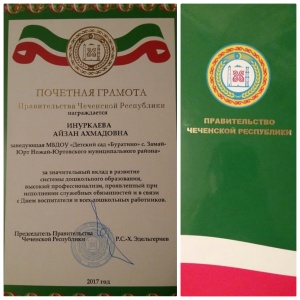 ПОЧЕТНАЯ ГРАМОТА
Правительства Чеченской Республики
награждается
ИНУРКАЕВА
АЙЗАН АХМАДОВНА
заведующая МБДОУ «Детский сад «Буратино» с. Замай-
Юрт Ножай-Юртовского муниципального района»
за значительный вклад в развитие
системы дошкольного образования,
высокий профессионализм, проявленный при
исполнении служебных обязанностей и в связи
с Днем воспитателя и всех дошкольных работников.
Председатель Правительства
Чеченской Республики
Р.С-Х. Эдельгериев
2017 год
ПРАВИТЕЛЬСТВО
ЧЕЧЕНСКОЙ РЕСПУБЛИКИ